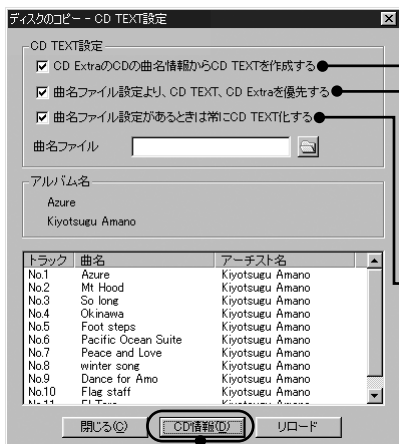 ディスクのコピー - CD TEXT設定
CD TEXT設定
CD ExtraのCDの曲名情報からCD TEXTを作成する
曲名ファイル設定より、CD TEXT、CD Extraを優先する
曲名ファイル設定があるときは常にCD TEXT化する
曲名ファイル
アルバム名
Azure
Kiyotsugu Amano
トラック 曲名 アーチスト名
No.1 Azure Kiyotsugu Amano
No.2 Mt Hood Kiyotsugu Amano
No.3 So long Kiyotsugu Amano
No.4 Okinawa Kiyotsugu Amano
No.5 Foot steps Kiyotsugu Amano
No.6 Pacific Ocean Suite Kiyotsugu Amano
No.7 Peace and Love Kiyotsugu Amano
No.8 winter song Kiyotsugu Amano
No.9 Dance for Amo Kiyotsugu Amano
No.10 Flag staff Kiyotsugu Amano
No.11 El Toro Kiyotsugu Amano
閉じる(C) CD情報(D) リロード